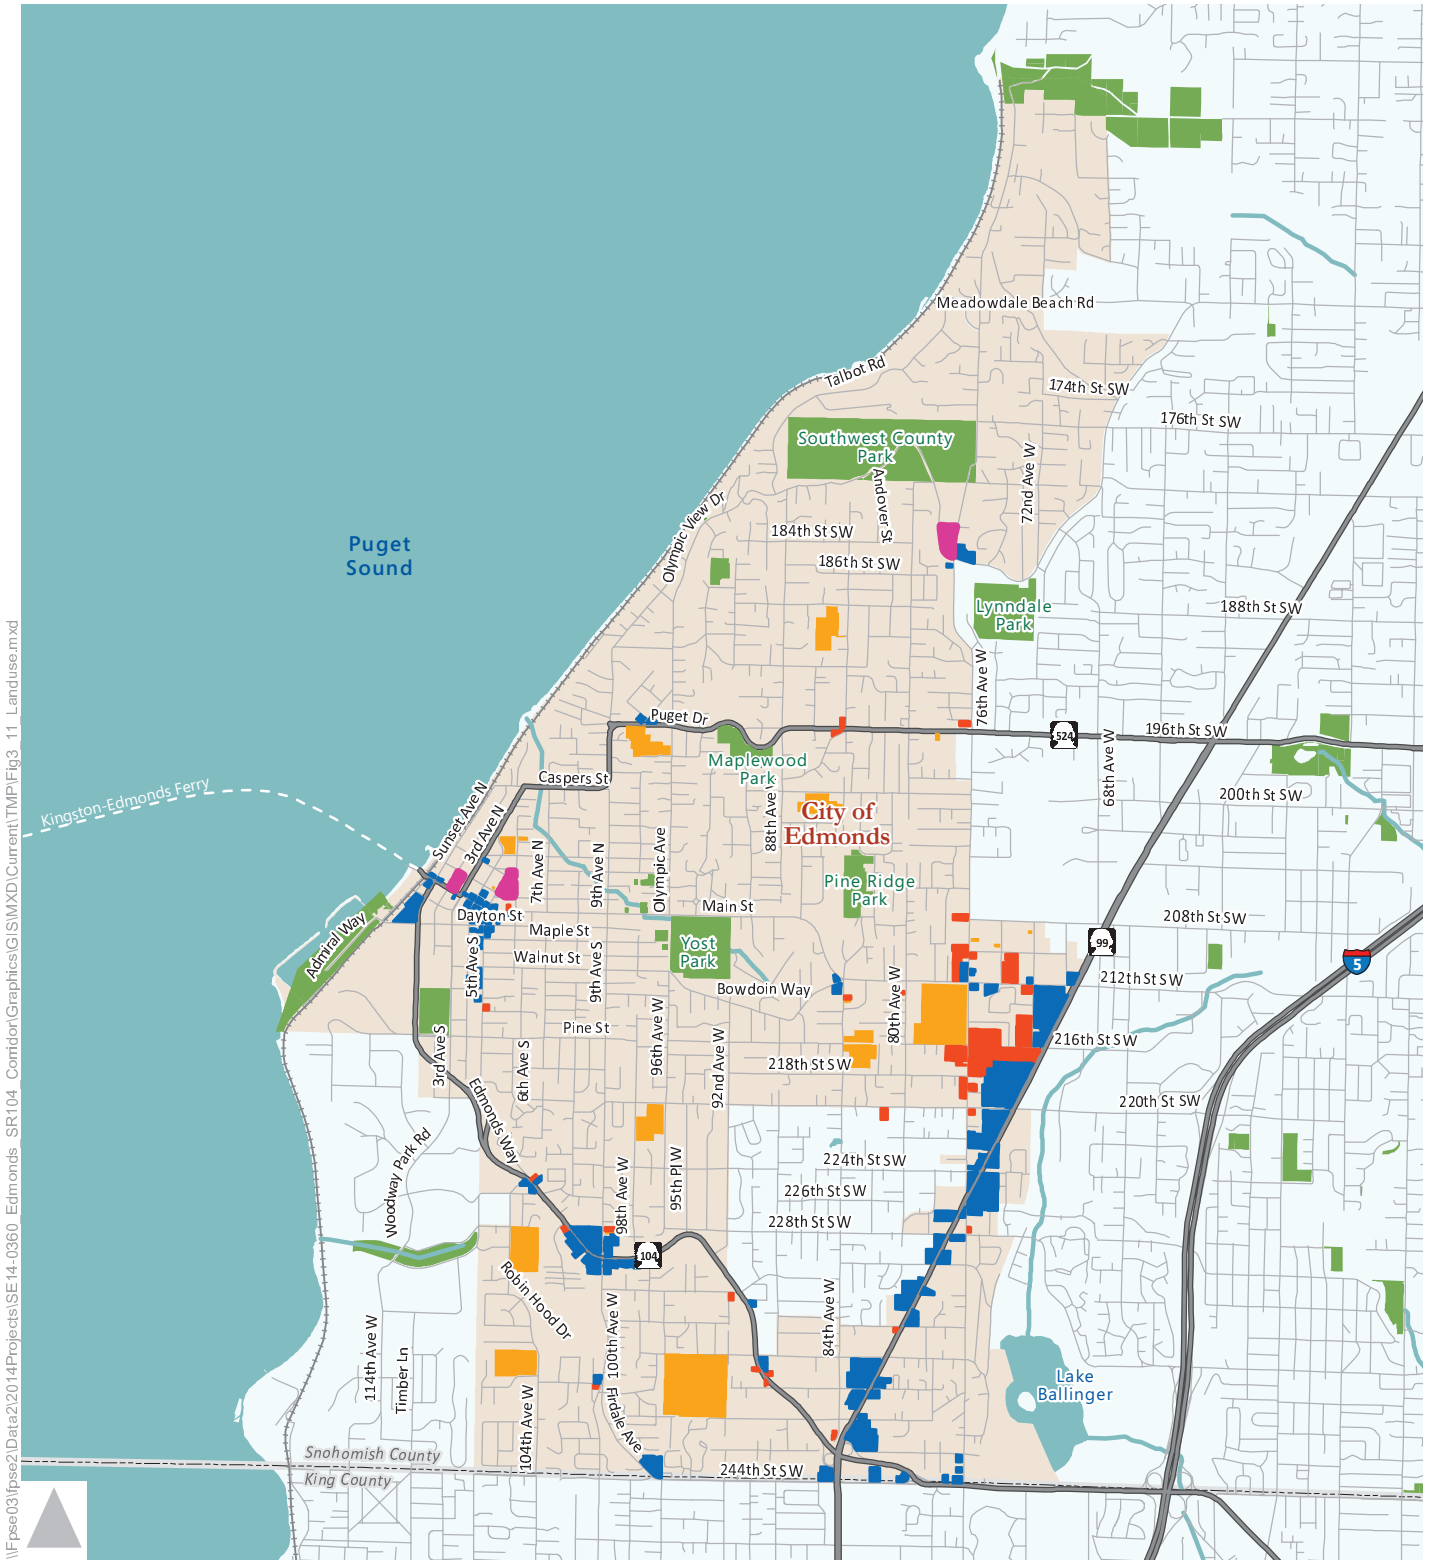 Meadowdale Beach Rd
Talbot Rd
174th St SW
176th St SW
Southwest County
Park
72nd Ave W
Andover St
Olympic View Dr
184th St SW
186th St SW
Puget
Sound
Lynndale
Park
188th St SW
76th Ave W
Puget Dr
524
196th St SW
68th Ave W
Maplewood
Park
Caspers St
Kingston-Edmonds Ferry
Sunset Ave N
3rd Ave N
88th Ave W
200th St SW
City of
Edmonds
7th Ave N
9th Ave N
Olympic Ave
Pine Ridge
Park
Main St
Dayton St
208th St SW
Admiral Way
Maple St
Yost
Park
99
5
Walnut St
5th Ave S
9th Ave S
212th St SW
Bowdoin Way
80th Ave W
Pine St
96th Ave W
92nd Ave W
3rd Ave S
6th Ave S
216th St SW
218th St SW
Edmonds Way
220th St SW
Woodway Park Rd
95th Pl W
224th St SW
98th Ave W
226th St SW
228th St SW
104
Robin Hood Dr
100th Ave W
84th Ave W
114th Ave W
Timber Ln
104th Ave W
Firdale Ave
Lake
Ballinger
Snohomish County
King County
244th St SW
\\Fpse03\fpse2\Data2\2014Projects\SE14-0360_Edmonds_SR104_Corridor\Graphics\GIS\MXD\Current\TMP\Fig3_11_Landuse.mxd